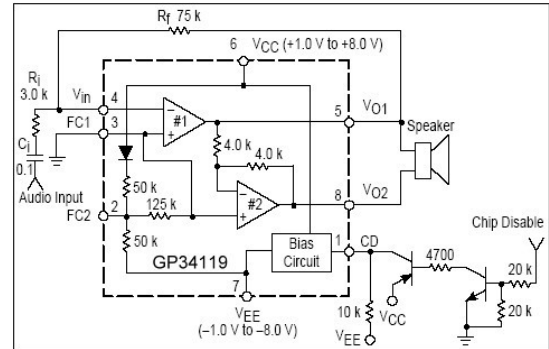 Rf 75 k
6
VCC (+1.0 V to +8.0 V)
Ri
3.0 k
Vin
4
−
#1
+
5
VO1
FC1
3
Speaker
Ci
0.1
4.0 k
4.0 k
Audio Input
50 k
−
#2
+
8
VO2
FC2
2
125 k
Chip Disable
50 k
Bias
Circuit
1
CD
4700
20 k
GP34119
7
10 k
VCC
20 k
VEE
(−1.0 V to −8.0 V)
VEE